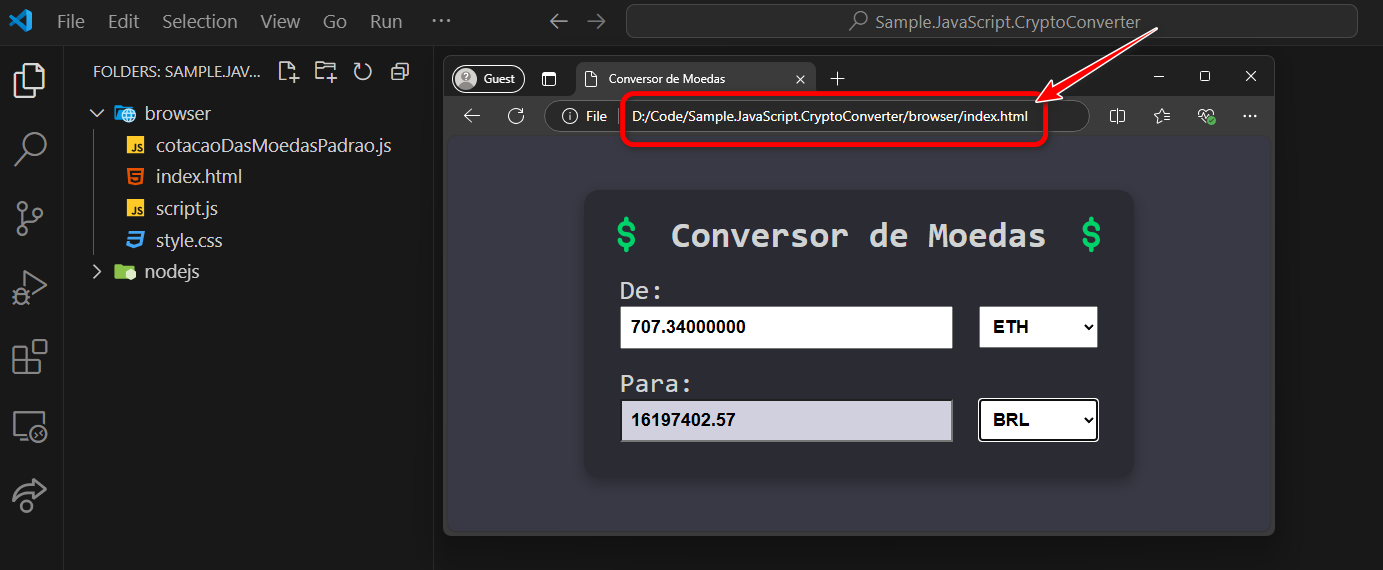 File Edit Selection View Go Run ···
Sample.JavaScript.CryptoConverter
FOLDERS: SAMPLE.JAV...
browser
cotacaoDasMoedasPadrao.js
index.html
script.js
style.css
nodejs
Guest
Conversor de Moedas
File
D:/Code/Sample.JavaScript.CryptoConverter/browser/index.html
$ Conversor de Moedas $
De:
707.34000000 ETH
Para:
16197402.57 BRL